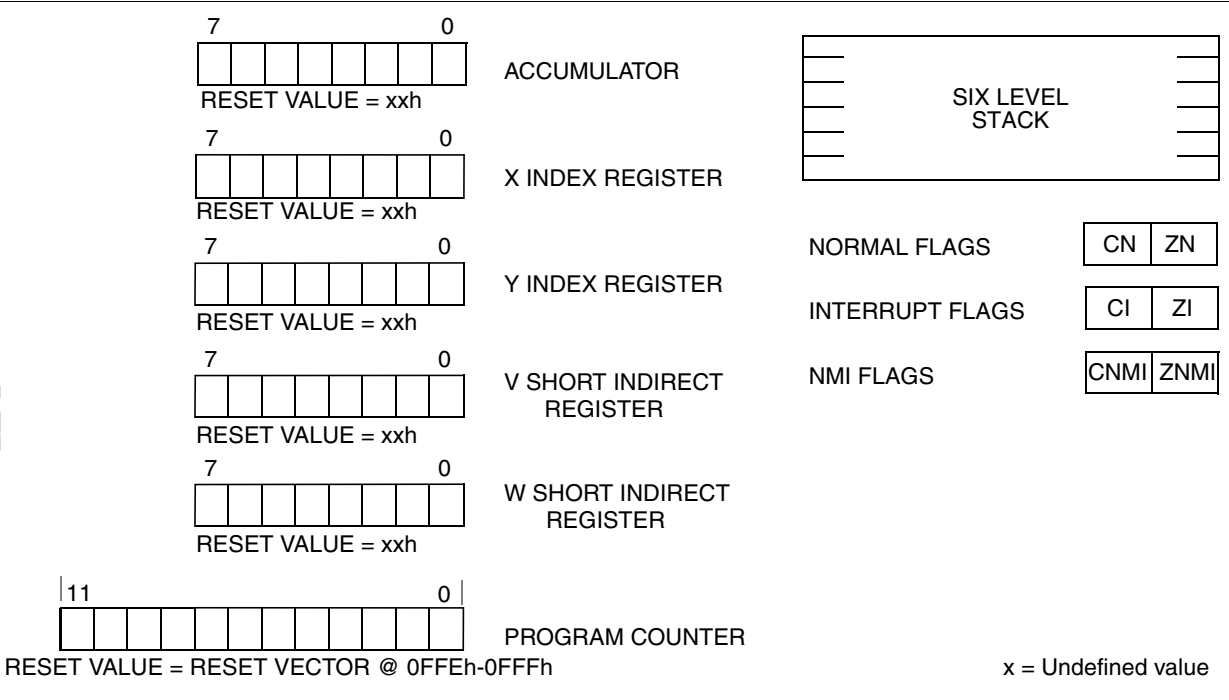 7 0
ACCUMULATOR
RESET VALUE = xxh
7 0
X INDEX REGISTER
RESET VALUE = xxh
7 0
Y INDEX REGISTER
RESET VALUE = xxh
7 0
V SHORT INDIRECT
REGISTER
RESET VALUE = xxh
7 0
W SHORT INDIRECT
REGISTER
RESET VALUE = xxh
11 0
PROGRAM COUNTER
RESET VALUE = RESET VECTOR @ 0FFEh-0FFFh
SIX LEVEL
STACK
NORMAL FLAGS CN ZN
INTERRUPT FLAGS CI ZI
NMI FLAGS CNMI ZNMI
x = Undefined value